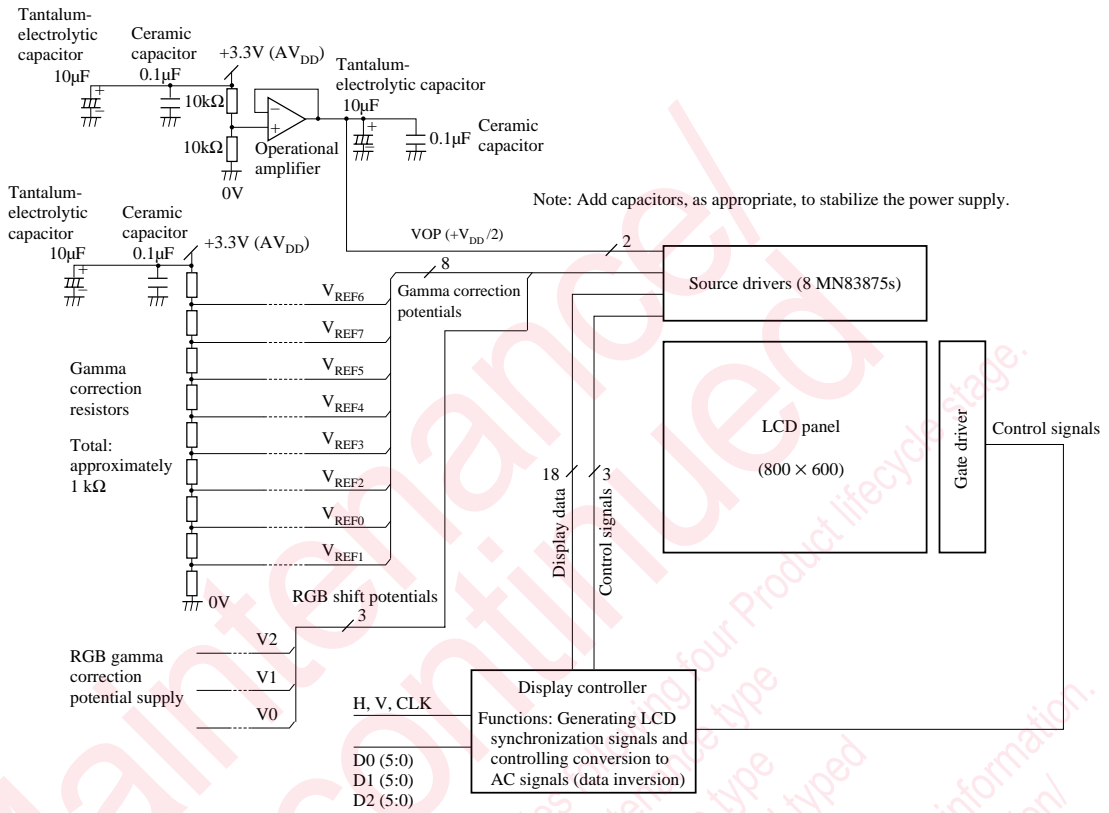 Tantalum-
electrolytic
capacitor
10µF
+
−
Ceramic
capacitor
0.1µF
+3.3V (AVDD)
10kΩ
10kΩ
0V
−
+
Operational
amplifier
Tantalum-
electrolytic capacitor
10µF
+
−
0.1µF
Ceramic
capacitor
Note: Add capacitors, as appropriate, to stabilize the power supply.
Tantalum-
electrolytic
capacitor
10µF
+
−
Ceramic
capacitor
0.1µF
+3.3V (AVDD)
VOP (+VDD/2)
2
8
Gamma correction
potentials
VREF6
VREF7
VREF5
VREF4
VREF3
VREF2
VREF0
VREF1
Gamma
correction
resistors
Total:
approximately
1 kΩ
0V
RGB shift potentials
3
V2
V1
V0
RGB gamma
correction
potential supply
Source drivers (8 MN83875s)
LCD panel
(800 × 600)
Gate driver
Control signals
18
3
Display data
Control signals
H, V, CLK
D0 (5:0)
D1 (5:0)
D2 (5:0)
Display controller
Functions: Generating LCD
synchronization signals and
controlling conversion to
AC signals (data inversion)